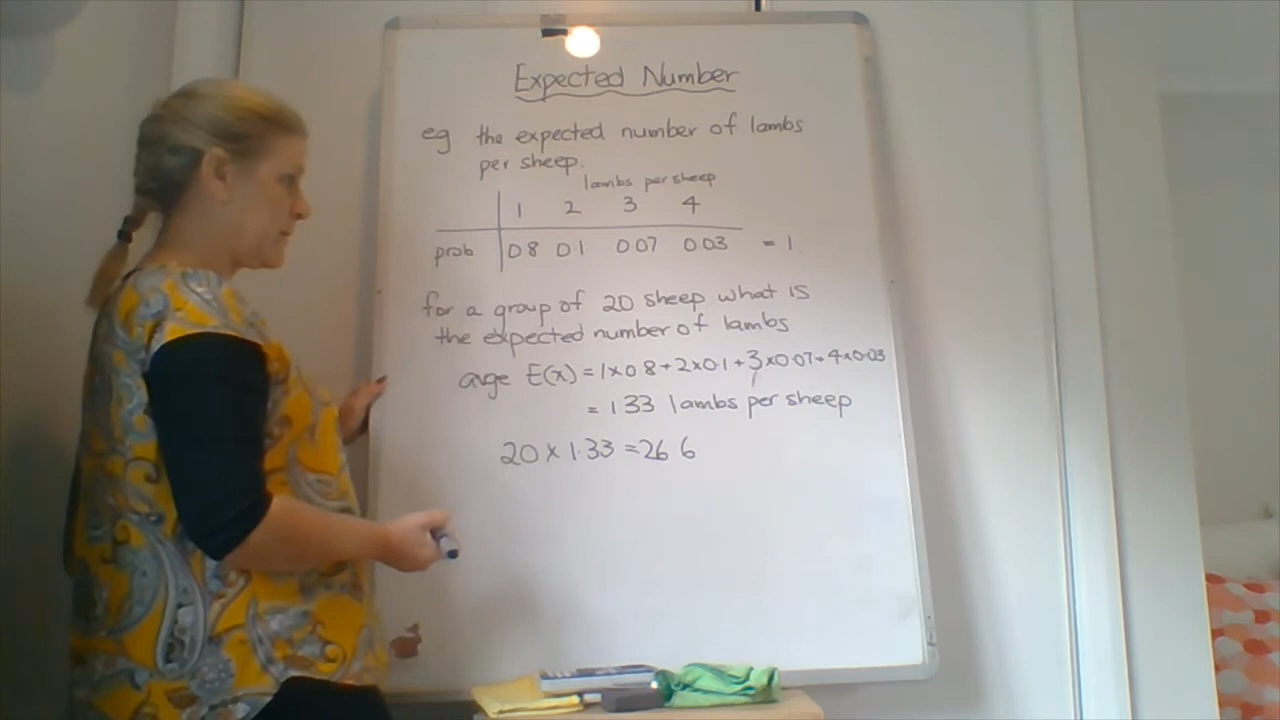 Expected Number
eg the expected number of lambs
per sheep.
lambs per sheep
1 2 3 4
prob 0.8 0.1 0.07 0.03 = 1
for a group of 20 sheep what is
the expected number of lambs
avge E(x) = 1×0.8+2×0.1+3×0.07+4×0.03
= 1.33 lambs per sheep
20 × 1.33 = 26.6